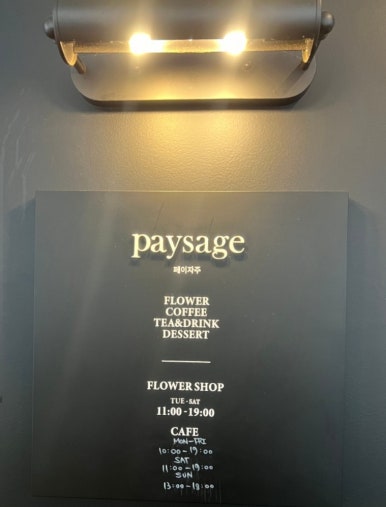 paysage
페이자주
FLOWER
COFFEE
TEA&DRINK
DESSERT
FLOWER SHOP
TUE - SAT
11:00 - 19:00
CAFE
MON-FRI
10:00 ~ 19:00
SAT
11:00 ~ 19:00
SUN
13:00 ~ 18:00